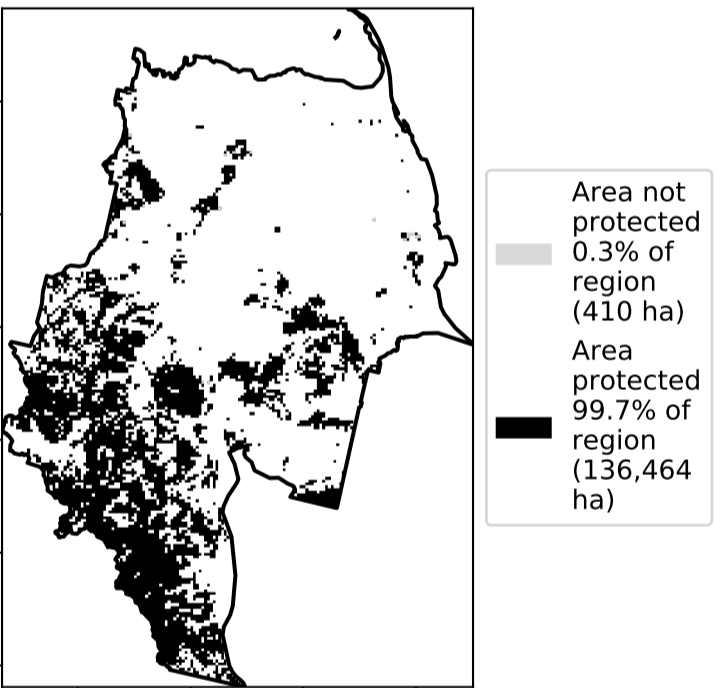 Area not
protected
0.3% of
region
(410 ha)
Area
protected
99.7% of
region
(136,464
ha)